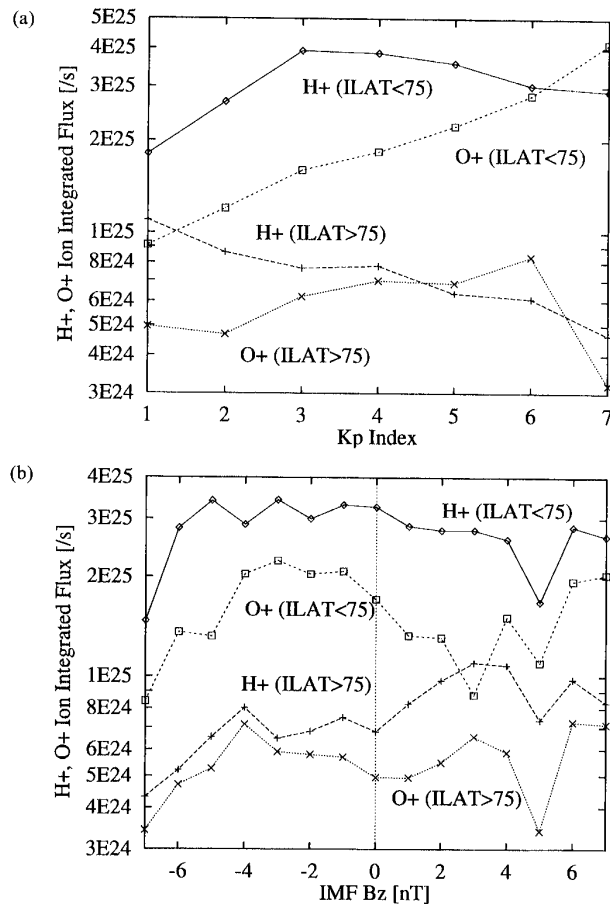 (a)
H+, O+ Ion Integrated Flux [/s]
5E25
4E25
3E25
2E25
1E25
8E24
6E24
5E24
4E24
3E24
H+ (ILAT<75)
O+ (ILAT<75)
H+ (ILAT>75)
O+ (ILAT>75)
1 2 3 4 5 6 7
Kp Index
(b)
H+, O+ Ion Integrated Flux [/s]
4E25
3E25
2E25
1E25
8E24
6E24
5E24
4E24
3E24
H+ (ILAT<75)
O+ (ILAT<75)
H+ (ILAT>75)
O+ (ILAT>75)
-6 -4 -2 0 2 4 6
IMF Bz [nT]